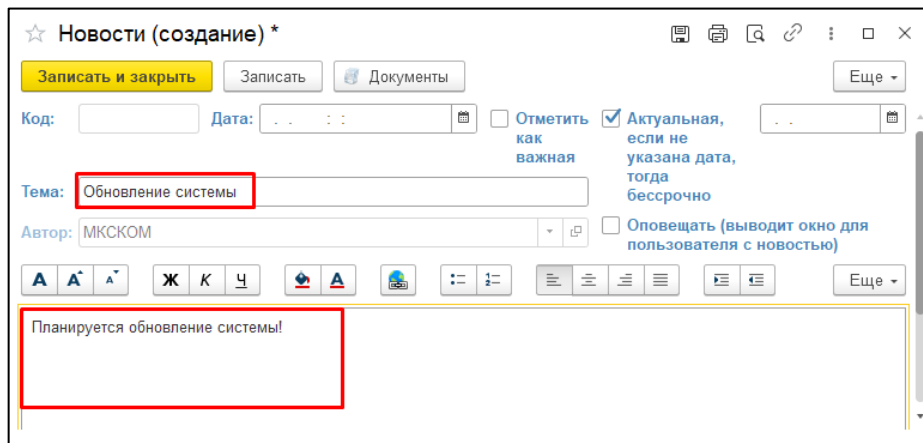 Новости (создание) *
Записать и закрыть Записать Документы Еще
Код: Дата: . . : : Отметить как важная Актуальная, если не указана дата, тогда бессрочно . .
Тема: Обновление системы
Автор: МКСКОМ Оповещать (выводит окно для пользователя с новостью)
А А А Ж К Ч А Еще
Планируется обновление системы!